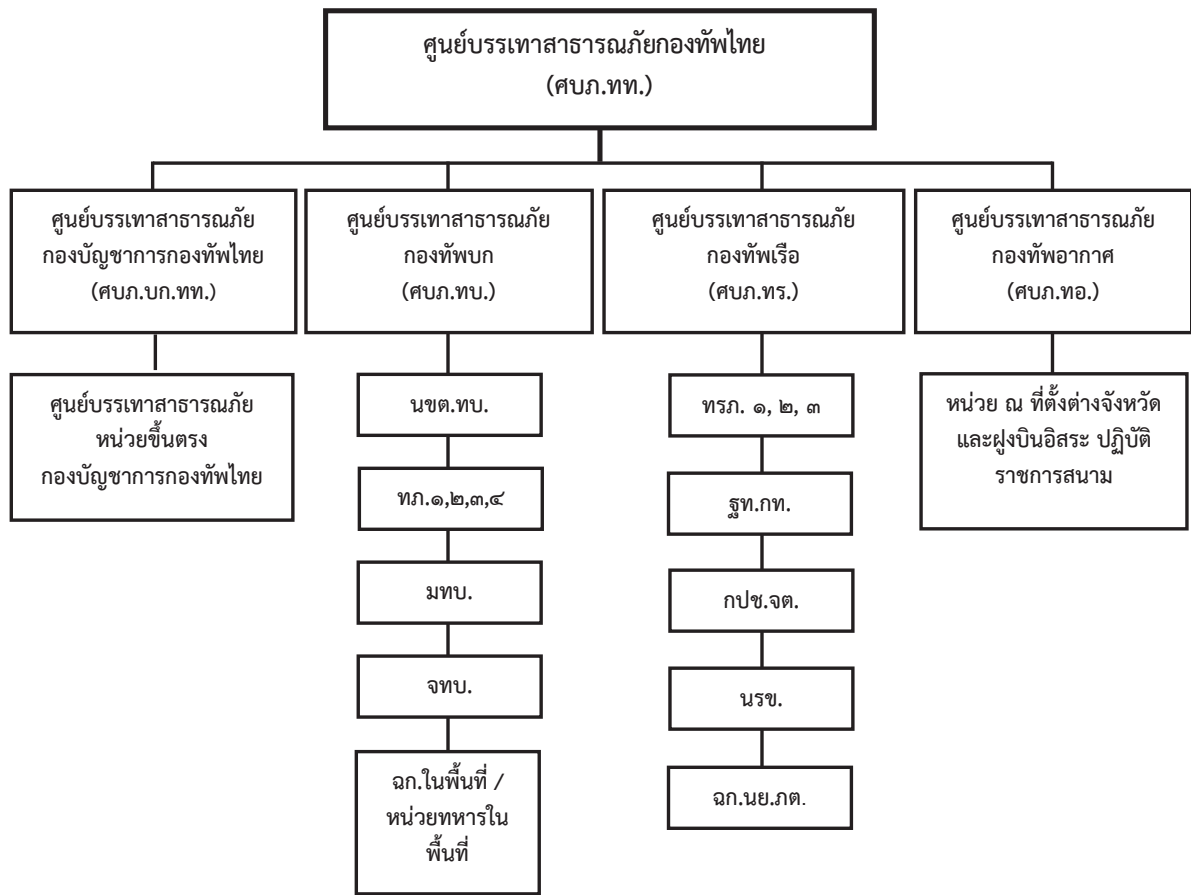 ศูนย์บรรเทาสาธารณภัยกองทัพไทย
(ศบภ.ทท.)
ศูนย์บรรเทาสาธารณภัย
กองบัญชาการกองทัพไทย
(ศบภ.บก.ทท.)
ศูนย์บรรเทาสาธารณภัย
กองทัพบก
(ศบภ.ทบ.)
ศูนย์บรรเทาสาธารณภัย
กองทัพเรือ
(ศบภ.ทร.)
ศูนย์บรรเทาสาธารณภัย
กองทัพอากาศ
(ศบภ.ทอ.)
ศูนย์บรรเทาสาธารณภัย
หน่วยขึ้นตรง
กองบัญชาการกองทัพไทย
นขต.ทบ.
ทภ.๑,๒,๓,๔
มทบ.
จทบ.
ฉก.ในพื้นที่ /
หน่วยทหารใน
พื้นที่
ทรภ. ๑, ๒, ๓
ฐท.กท.
กปช.จต.
นรข.
ฉก.นย.ภต.
หน่วย ณ ที่ตั้งต่างจังหวัด
และฝูงบินอิสระ ปฏิบัติ
ราชการสนาม